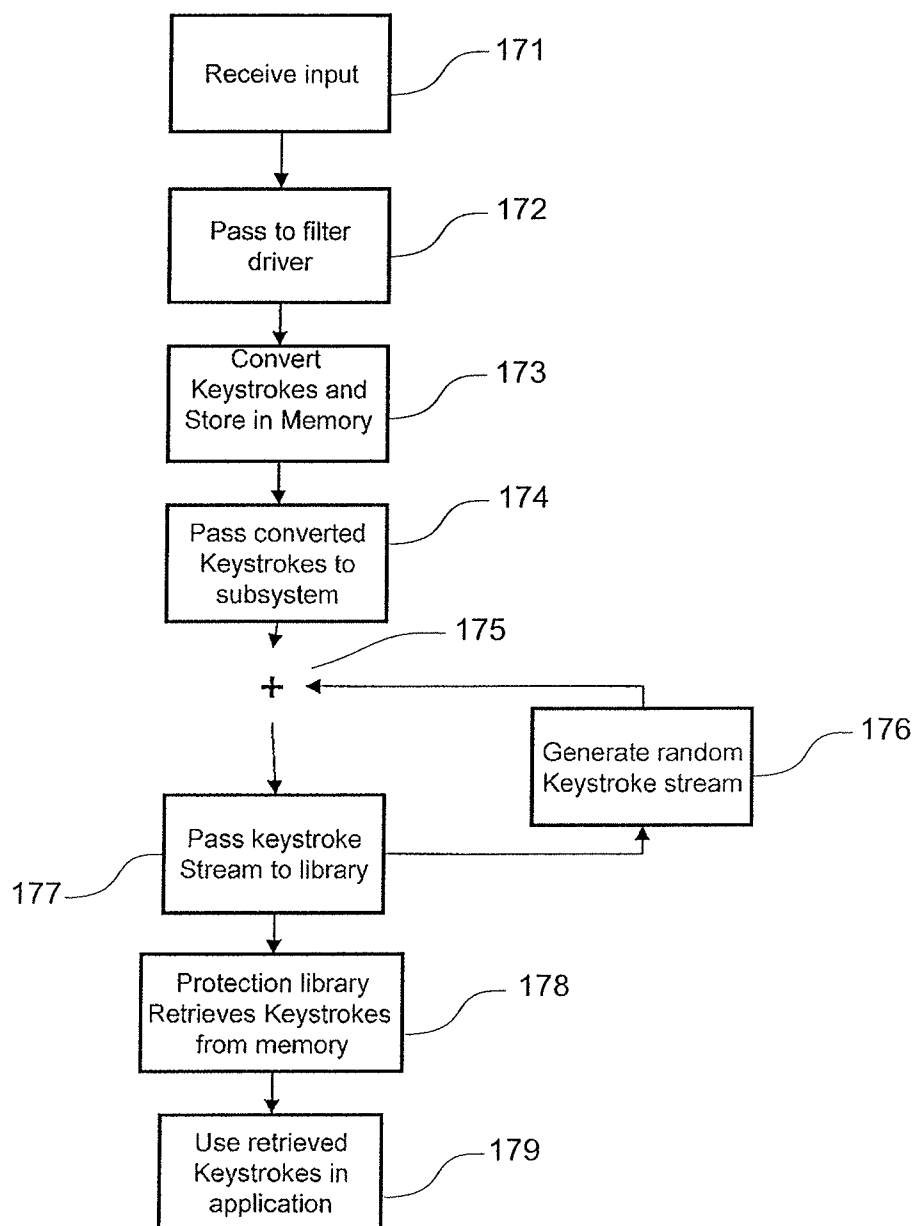 Receive input
171
Pass to filter
driver
172
Convert
Keystrokes and
Store in Memory
173
Pass converted
Keystrokes to
subsystem
174
175
+
Generate random
Keystroke stream
176
Pass keystroke
Stream to library
177
Protection library
Retrieves Keystrokes
from memory
178
Use retrieved
Keystrokes in
application
179